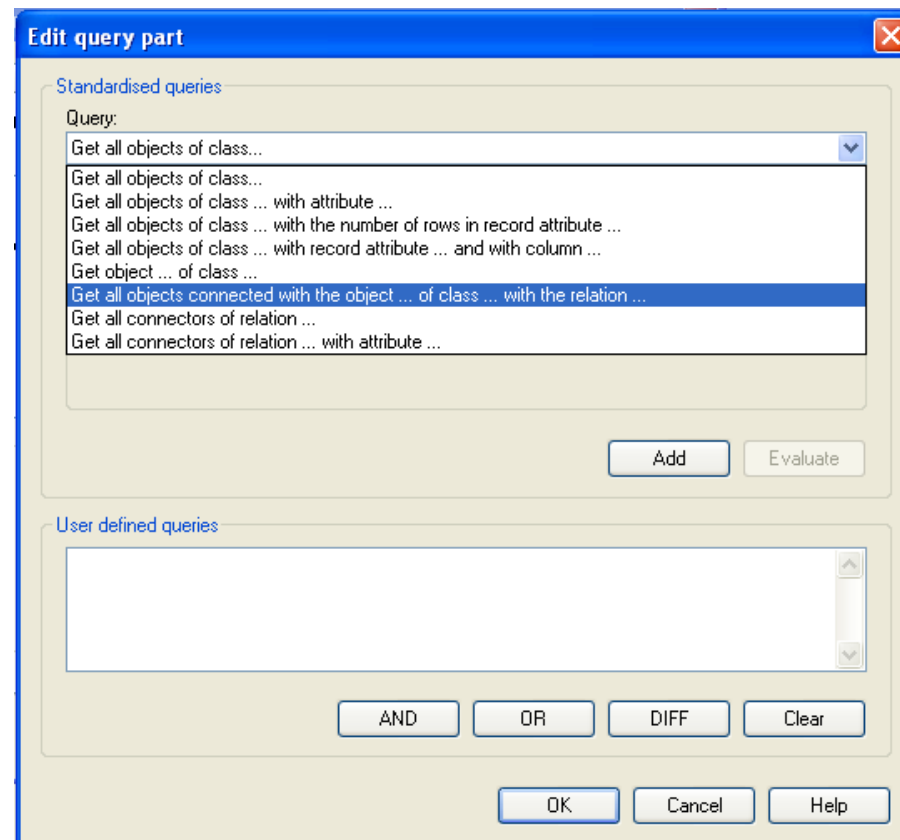 Edit query part
Standardised queries
Query:
Get all objects of class...
Get all objects of class...
Get all objects of class ... with attribute ...
Get all objects of class ... with the number of rows in record attribute ...
Get all objects of class ... with record attribute ... and with column ...
Get object ... of class ...
Get all objects connected with the object ... of class ... with the relation ...
Get all connectors of relation ...
Get all connectors of relation ... with attribute ...
Add Evaluate
User defined queries
AND OR DIFF Clear
OK Cancel Help